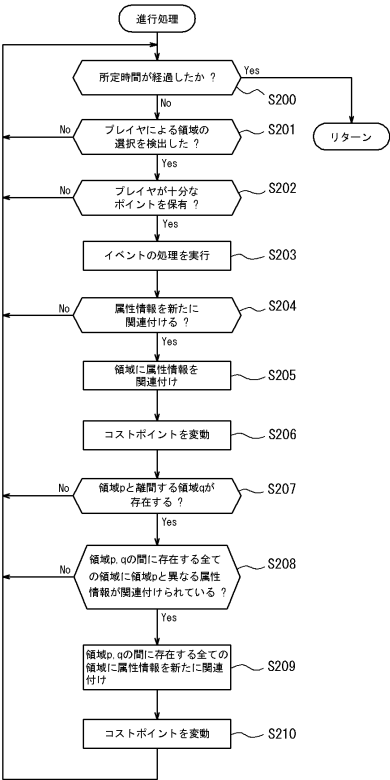 進行処理
所定時間が経過したか ?
Yes
S200
No
リターン
プレイヤによる領域の
選択を検出した ?
No
S201
Yes
プレイヤが十分な
ポイントを保有 ?
No
S202
Yes
イベントの処理を実行
S203
属性情報を新たに
関連付ける ?
No
S204
Yes
領域に属性情報を
関連付け
S205
コストポイントを変動
S206
領域pと離間する領域qが
存在する ?
No
S207
Yes
領域p,qの間に存在する全て
の領域に領域pと異なる属性
情報が関連付けられている ?
No
S208
Yes
領域p,qの間に存在する全ての
領域に属性情報を新たに関連
付け
S209
コストポイントを変動
S210